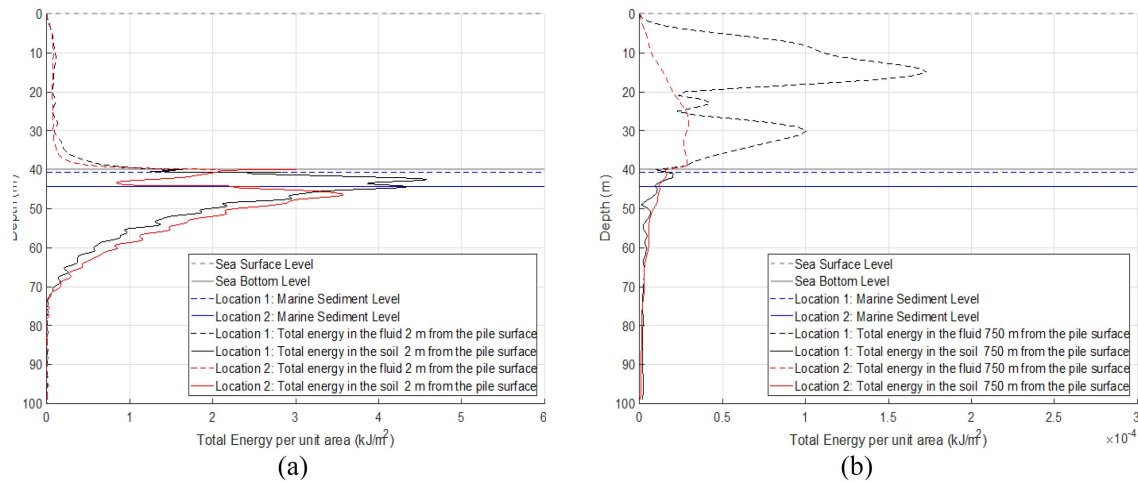 0
10
20
30
40
50
60
70
80
90
100
Depth (m)
Sea Surface Level
Sea Bottom Level
Location 1: Marine Sediment Level
Location 2: Marine Sediment Level
Location 1: Total energy in the fluid 2 m from the pile surface
Location 1: Total energy in the soil 2 m from the pile surface
Location 2: Total energy in the fluid 2 m from the pile surface
Location 2: Total energy in the soil 2 m from the pile surface
0 1 2 3 4 5 6
Total Energy per unit area (kJ/m²)
(a)
0
10
20
30
40
50
60
70
80
90
100
Depth (m)
Sea Surface Level
Sea Bottom Level
Location 1: Marine Sediment Level
Location 2: Marine Sediment Level
Location 1: Total energy in the fluid 750 m from the pile surface
Location 1: Total energy in the soil 750 m from the pile surface
Location 2: Total energy in the fluid 750 m from the pile surface
Location 2: Total energy in the soil 750 m from the pile surface
0 0.5 1 1.5 2 2.5 3
Total Energy per unit area (kJ/m²) ×10⁻⁴
(b)